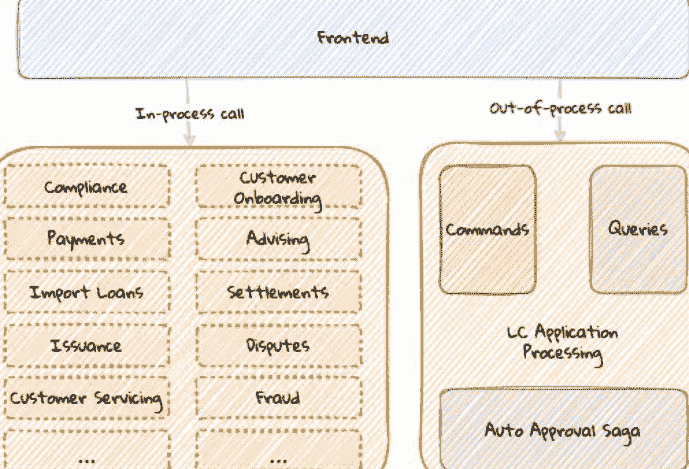 Frontend
In-process call
Out-of-process call
Compliance
Customer
Onboarding
Payments
Advising
Import Loans
Settlements
Issuance
Disputes
Customer Servicing
Fraud
...
...
Commands
Queries
LC Application
Processing
Auto Approval Saga